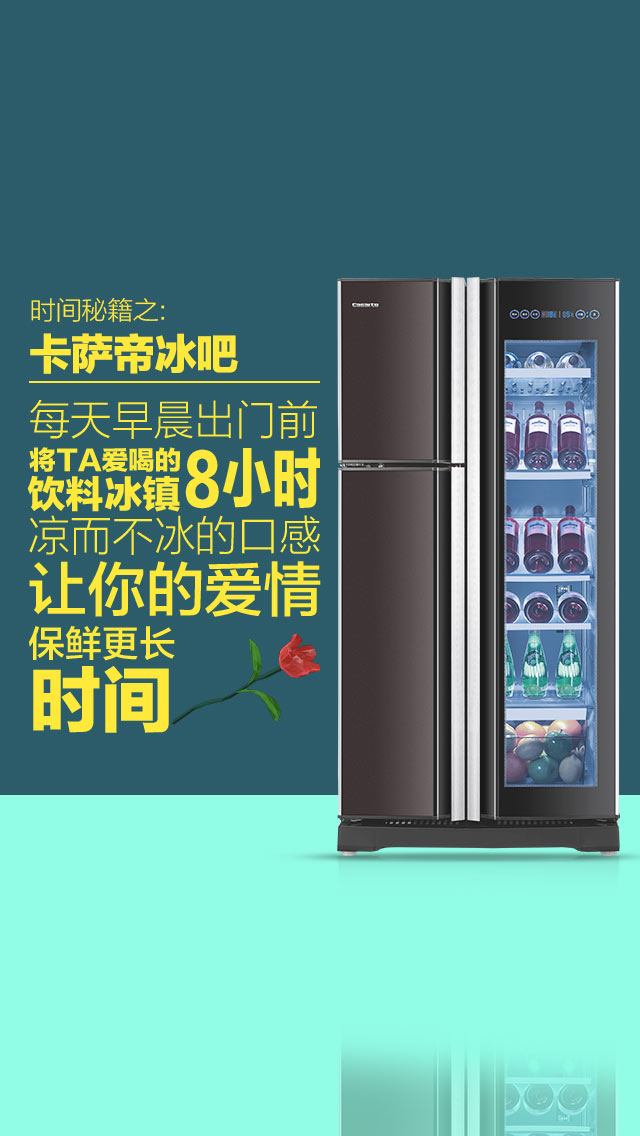 时间秘籍之:
卡萨帝冰吧
每天早晨出门前
将TA爱喝的
饮料冰镇8小时
凉而不冰的口感
让你的爱情
保鲜更长
时间
Casarte